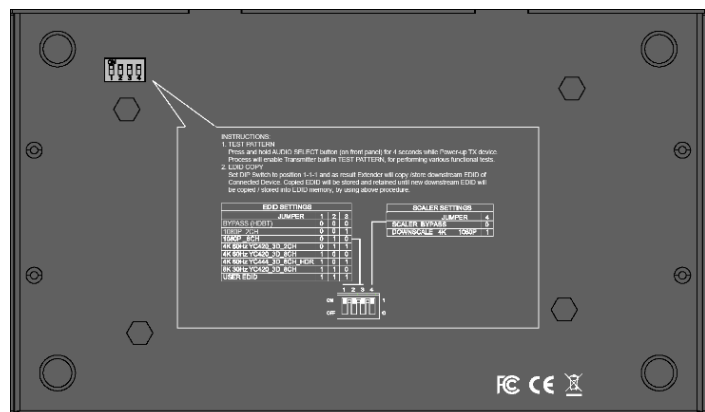 ON
1 2 3 4
INSTRUCTIONS:
1. TEST PATTERN
Press and hold AUDIO SELECT button (on front panel) for 4 seconds while Power-up TX device.
Process will enable Transmitter built-in TEST PATTERN, for performing various functional tests.
2. EDID COPY
Set DIP Switch to position 1-1-1 and as result Extender will copy /store downstream EDID of
Connected Device. Copied EDID will be stored and retained until new downstream EDID will
be copied / stored into EDID memory, by using above procedure.
EDID SETTINGS
JUMPER 1 2 3
BYPASS (HDBT) 0 0 0
1080P_2CH 0 0 1
1080P_8CH 0 1 0
4K 60Hz YC420_3D_2CH 0 1 1
4K 60Hz YC420_3D_8CH 1 0 0
4K 60Hz YC444_3D_8CH_HDR 1 0 1
8K 30Hz YC420_3D_8CH 1 1 0
USER EDID 1 1 1
SCALER SETTINGS
JUMPER 4
SCALER BYPASS 0
DOWNSCALE 4K 1080P 1
1 2 3 4
ON 1
OFF 0
FC CE